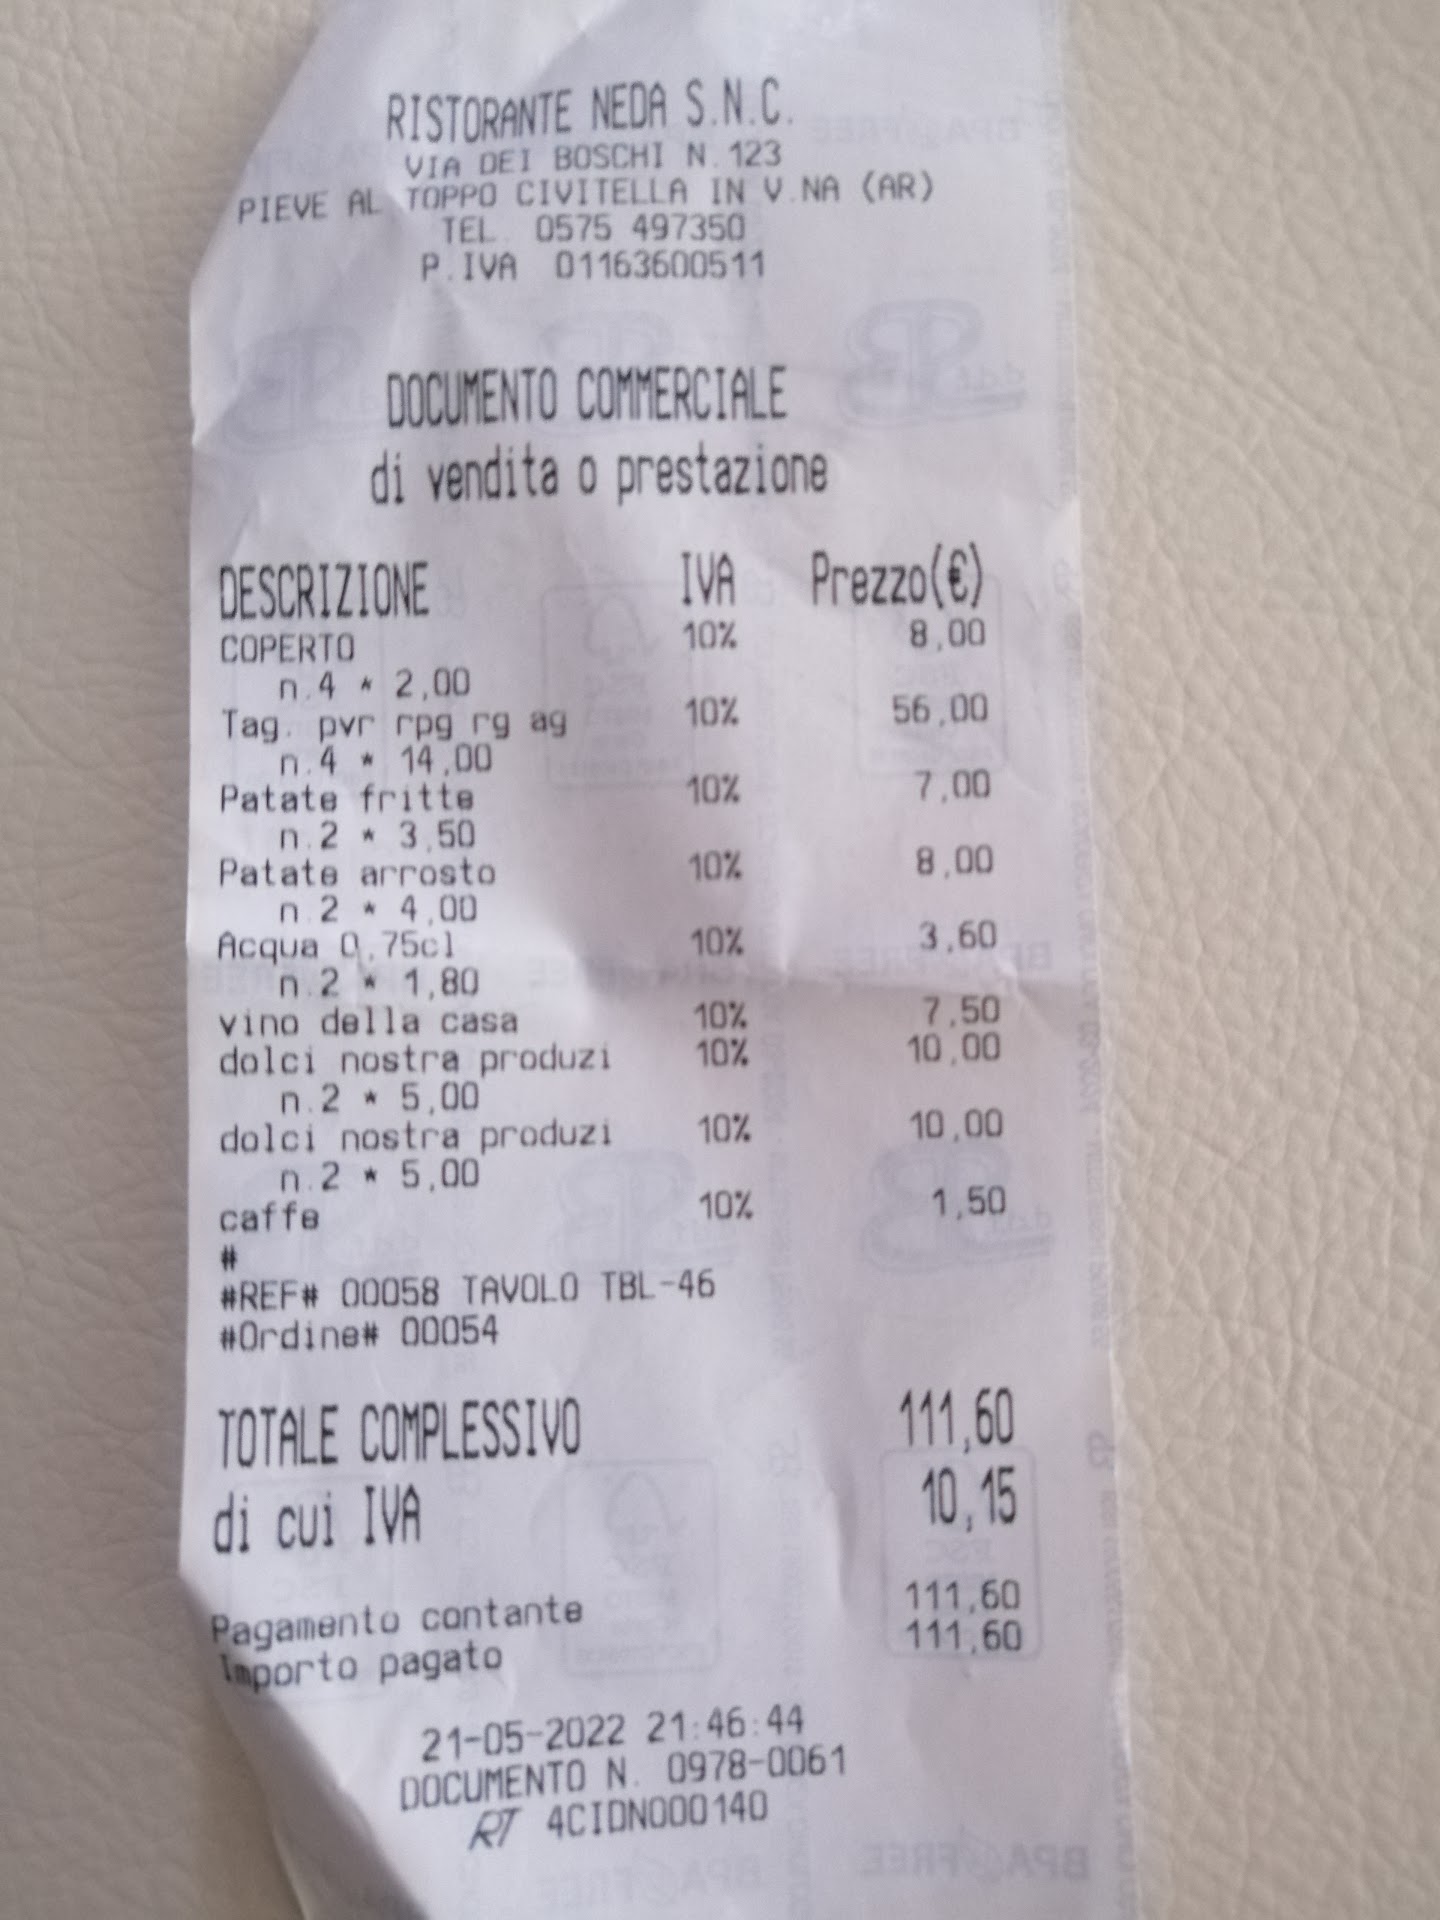 RISTORANTE NEDA S.N.C.
VIA DEI BOSCHI N.123
PIEVE AL TOPPO CIVITELLA IN V.NA (AR)
TEL. 0575 497350
P.IVA 01163600511
DOCUMENTO COMMERCIALE
di vendita o prestazione
DESCRIZIONE IVA Prezzo(€)
COPERTO 10% 8,00
n.4 * 2,00
Tag. pvr rpg rg ag 10% 56,00
n.4 * 14,00
Patate fritte 10% 7,00
n.2 * 3,50
Patate arrosto 10% 8,00
n.2 * 4,00
Acqua 0,75cl 10% 3,60
n.2 * 1,80
vino della casa 10% 7,50
dolci nostra produzi 10% 10,00
n.2 * 5,00
dolci nostra produzi 10% 10,00
n.2 * 5,00
caffe 10% 1,50
#
#REF# 00058 TAVOLO TBL-46
#Ordine# 00054
TOTALE COMPLESSIVO 111,60
di cui IVA 10,15
Pagamento contante 111,60
Importo pagato 111,60
21-05-2022 21:46:44
DOCUMENTO N. 0978-0061
RT 4CIDN000140